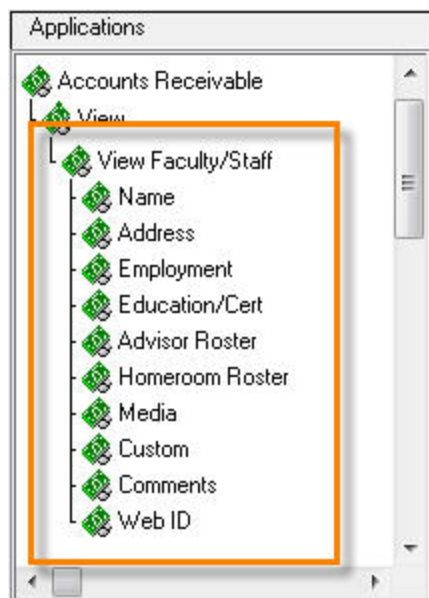 Applications
Accounts Receivable
View
View Faculty/Staff
Name
Address
Employment
Education/Cert
Advisor Roster
Homeroom Roster
Media
Custom
Comments
Web ID